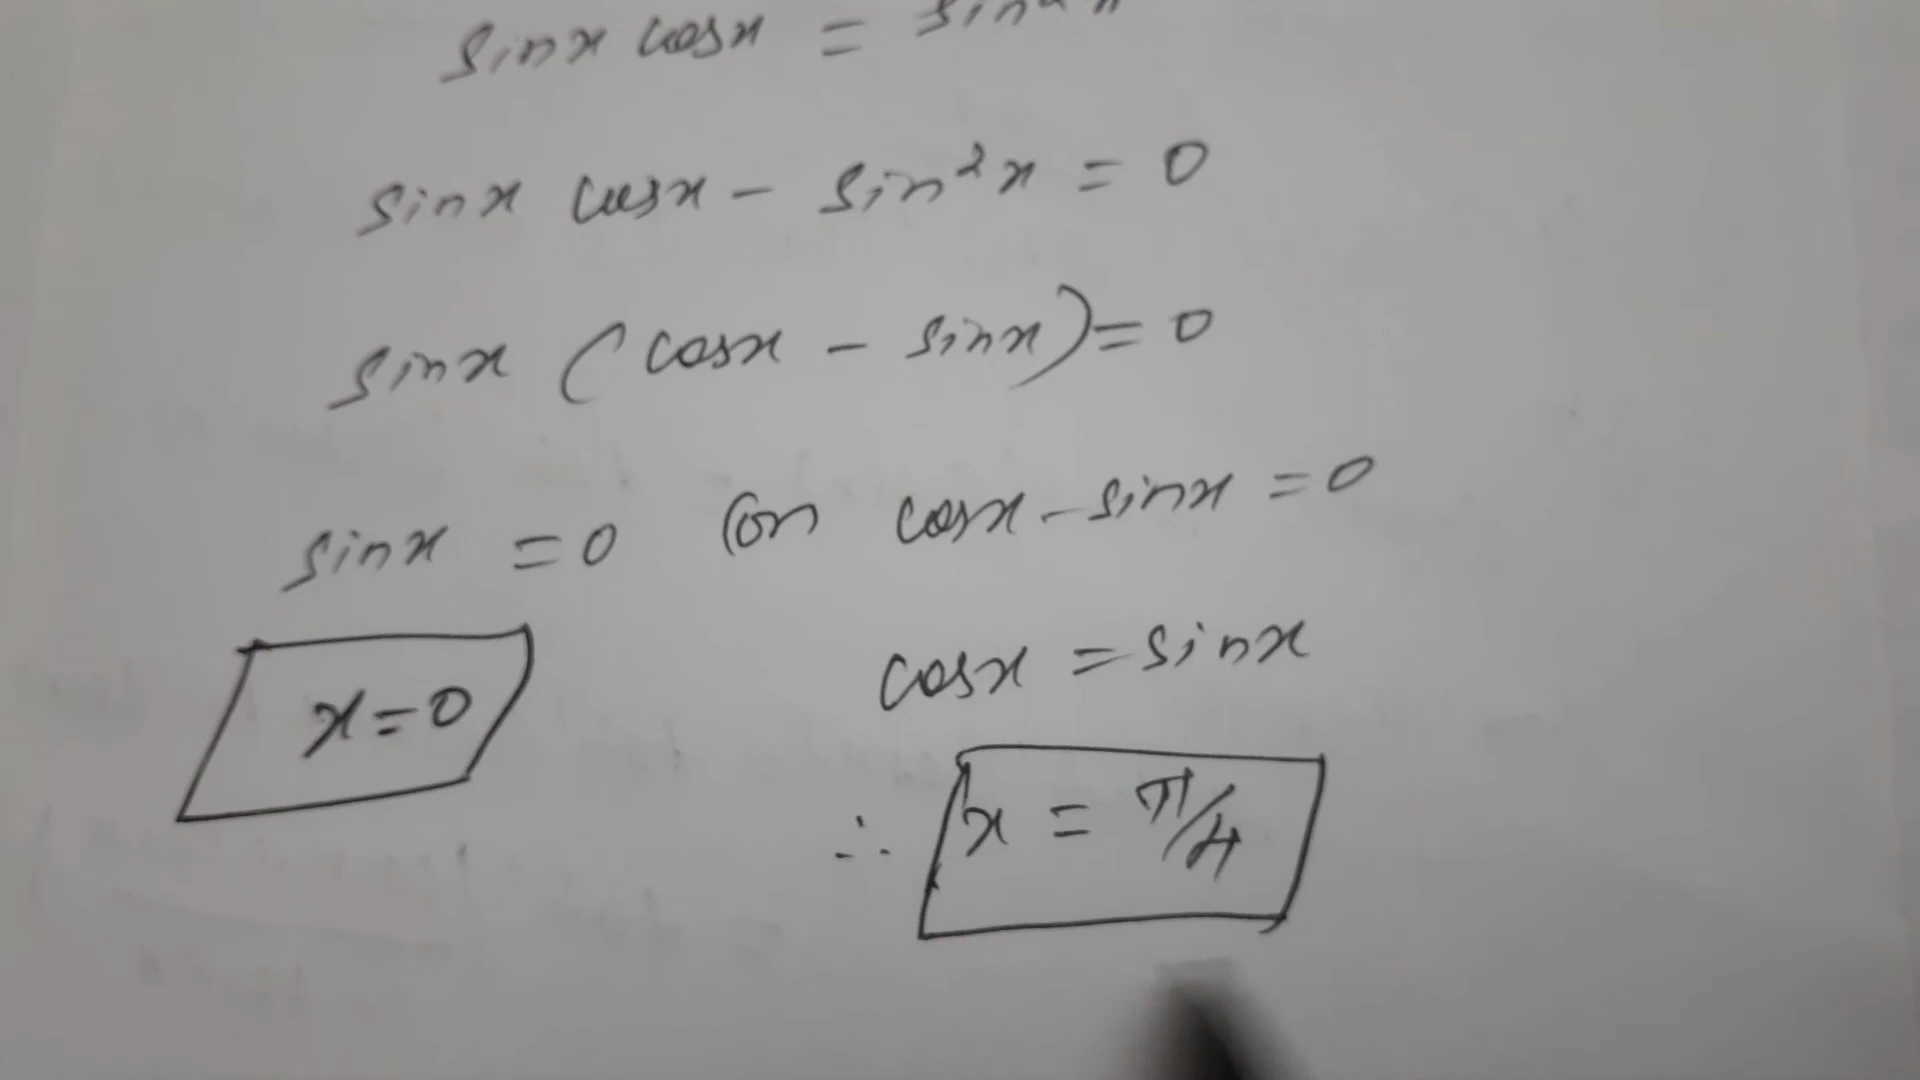 sinx cosx =
sinx cosx - sin²x = 0
sinx (cosx - sinx) = 0
sinx = 0 (or cosx - sinx = 0
cosx = sinx
x = 0
∴ x = π/4